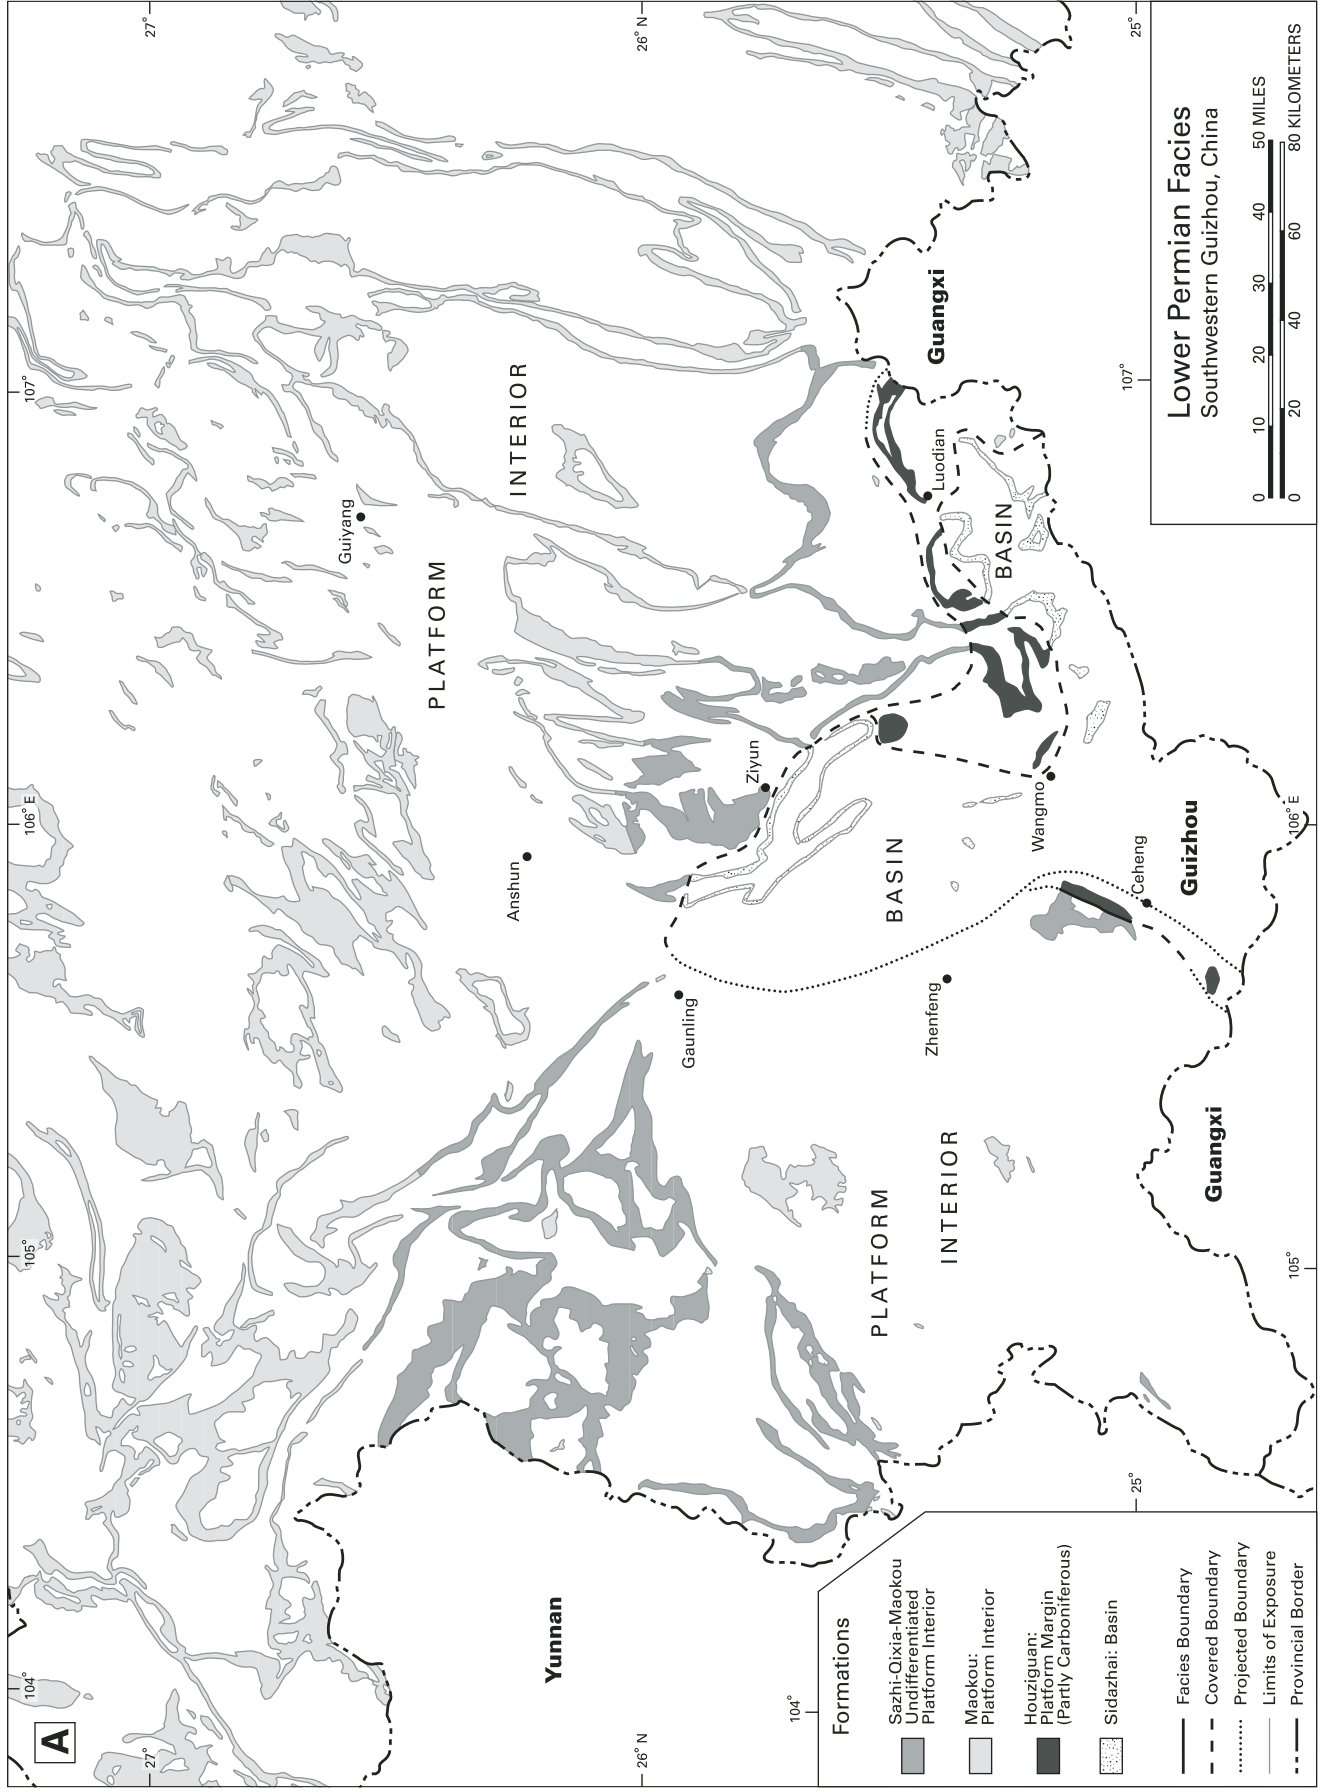 A
104°
105°
106° E
107°
27°
27°
26° N
26° N
25°
25°
104°
105°
106° E
107°
Yunnan
Guangxi
Guangxi
Guizhou
PLATFORM
INTERIOR
PLATFORM
INTERIOR
BASIN
BASIN
Guiyang
Anshun
Ziyun
Gaunling
Zhenfeng
Wangmo
Ceheng
Luodian
Formations
Sazhi-Qixia-Maokou
Undifferentiated
Platform Interior
Maokou:
Platform Interior
Houziguan:
Platform Margin
(Partly Carboniferous)
Sidazhai: Basin
Facies Boundary
Covered Boundary
Projected Boundary
Limits of Exposure
Provincial Border
Lower Permian Facies
Southwestern Guizhou, China
0 10 20 30 40 50 MILES
0 20 40 60 80 KILOMETERS